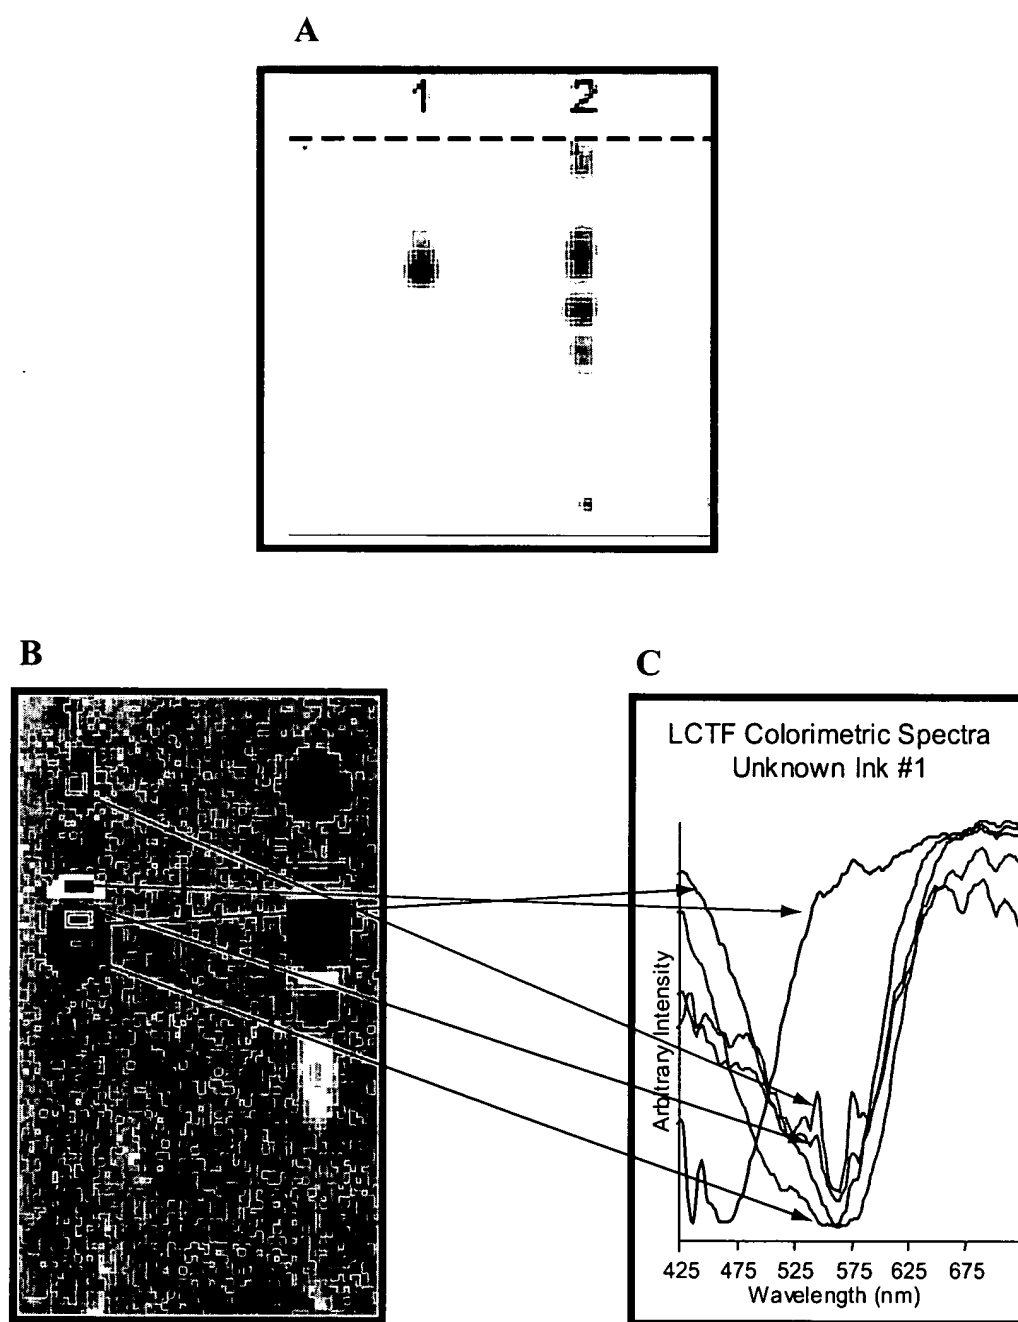 A
1 2
B
C
LCTF Colorimetric Spectra
Unknown Ink #1
Arbitrary Intensity
425 475 525 575 625 675
Wavelength (nm)